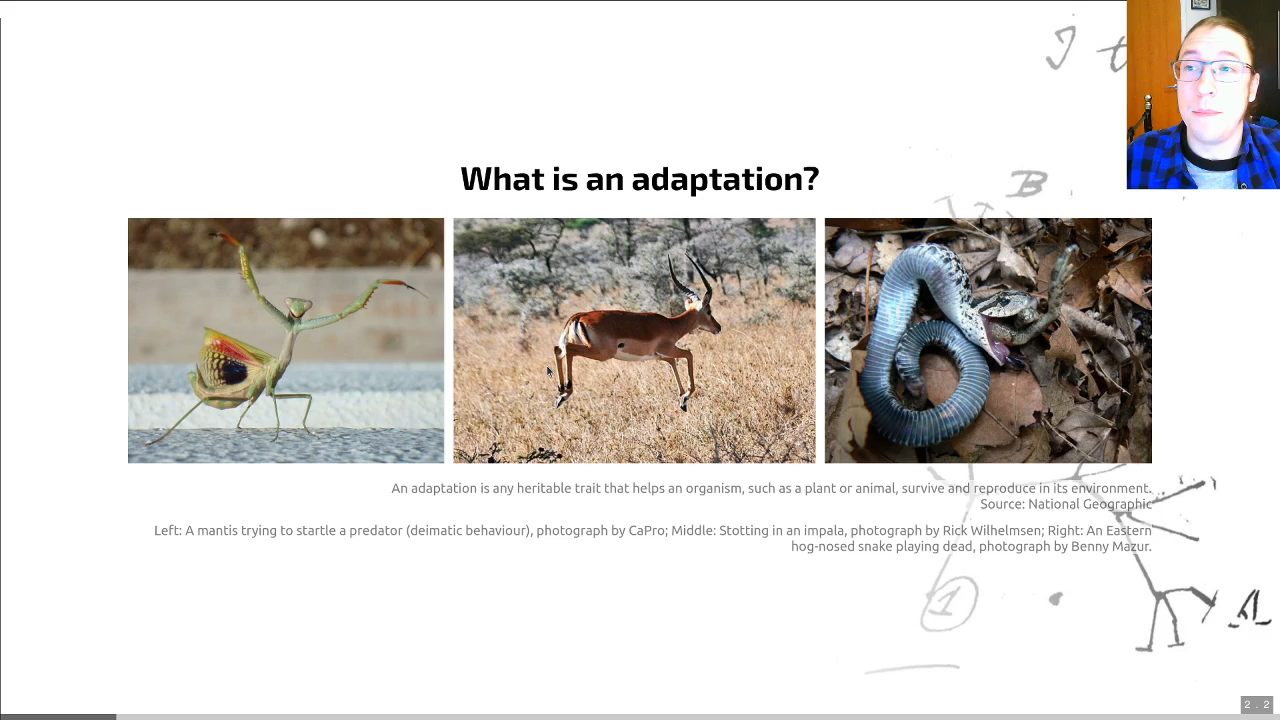 I t
What is an adaptation?
B
An adaptation is any heritable trait that helps an organism, such as a plant or animal, survive and reproduce in its environment.
Source: National Geographic
Left: A mantis trying to startle a predator (deimatic behaviour), photograph by CaPro; Middle: Stotting in an impala, photograph by Rick Wilhelmsen; Right: An Eastern
hog-nosed snake playing dead, photograph by Benny Mazur.
1
A
2 . 2